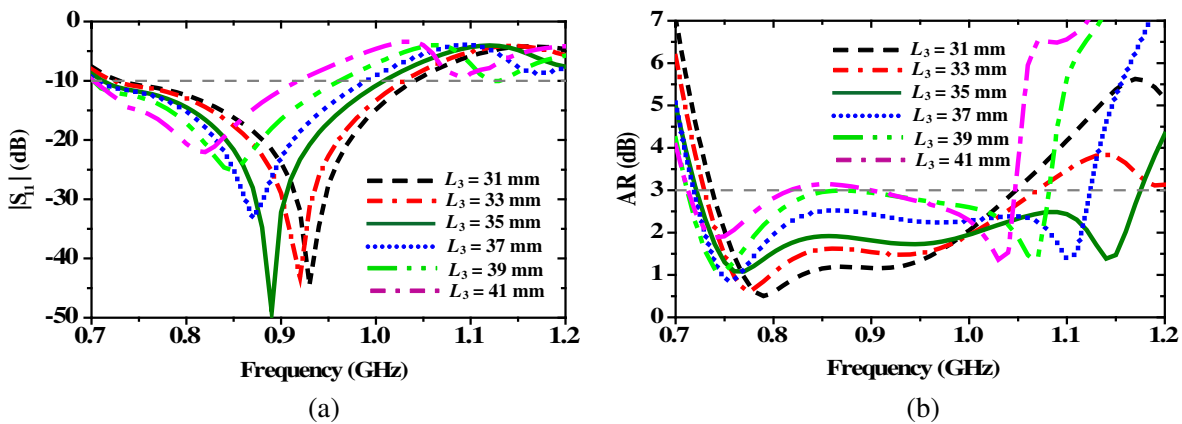 0
-10
-20
-30
-40
-50
0.7 0.8 0.9 1.0 1.1 1.2
|S11| (dB)
Frequency (GHz)
L3 = 31 mm
L3 = 33 mm
L3 = 35 mm
L3 = 37 mm
L3 = 39 mm
L3 = 41 mm
(a)
7
6
5
4
3
2
1
0
0.7 0.8 0.9 1.0 1.1 1.2
AR (dB)
Frequency (GHz)
L3 = 31 mm
L3 = 33 mm
L3 = 35 mm
L3 = 37 mm
L3 = 39 mm
L3 = 41 mm
(b)